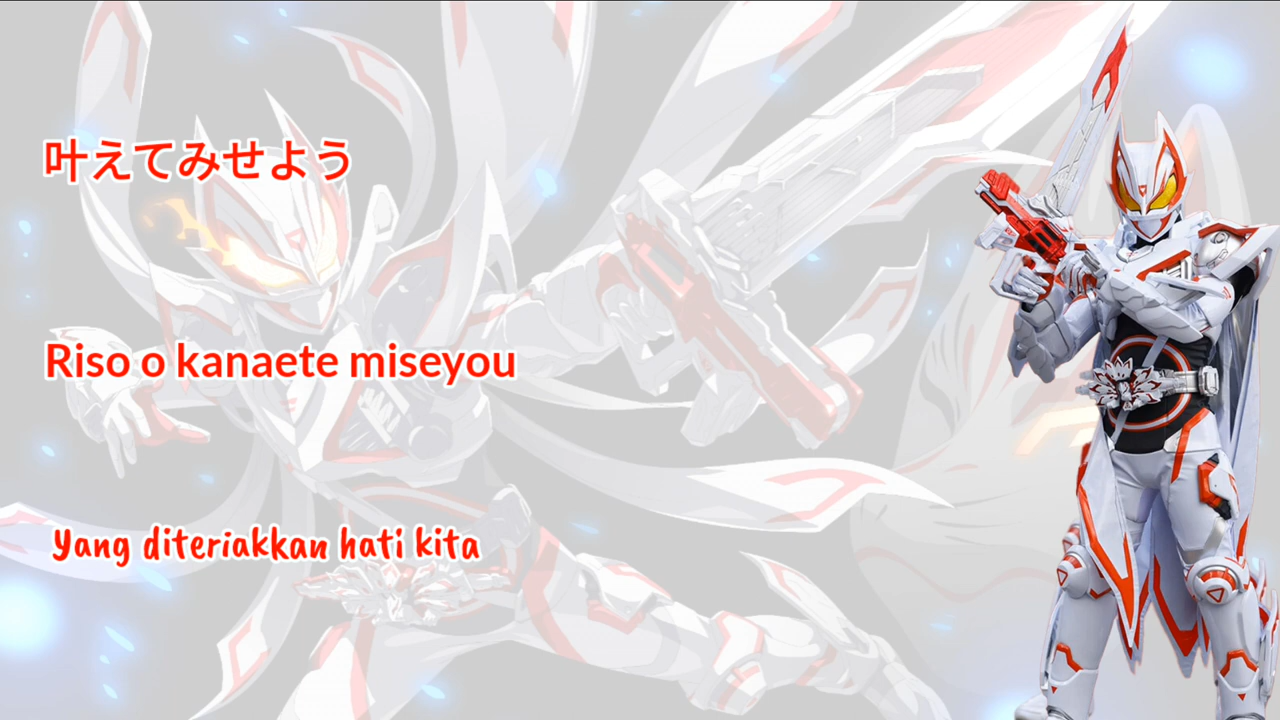 叶えてみせよう
Riso o kanaete miseyou
Yang diteriakkan hati kita